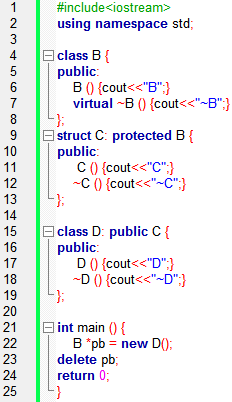 1 #include<iostream>
2 using namespace std;
3
4 class B {
5 public:
6 B () {cout<<"B";}
7 virtual ~B () {cout<<"~B";}
8 };
9 struct C: protected B {
10 public:
11 C () {cout<<"C";}
12 ~C () {cout<<"~C";}
13 };
14
15 class D: public C {
16 public:
17 D () {cout<<"D";}
18 ~D () {cout<<"~D";}
19 };
20
21 int main () {
22 B *pb = new D();
23 delete pb;
24 return 0;
25 }